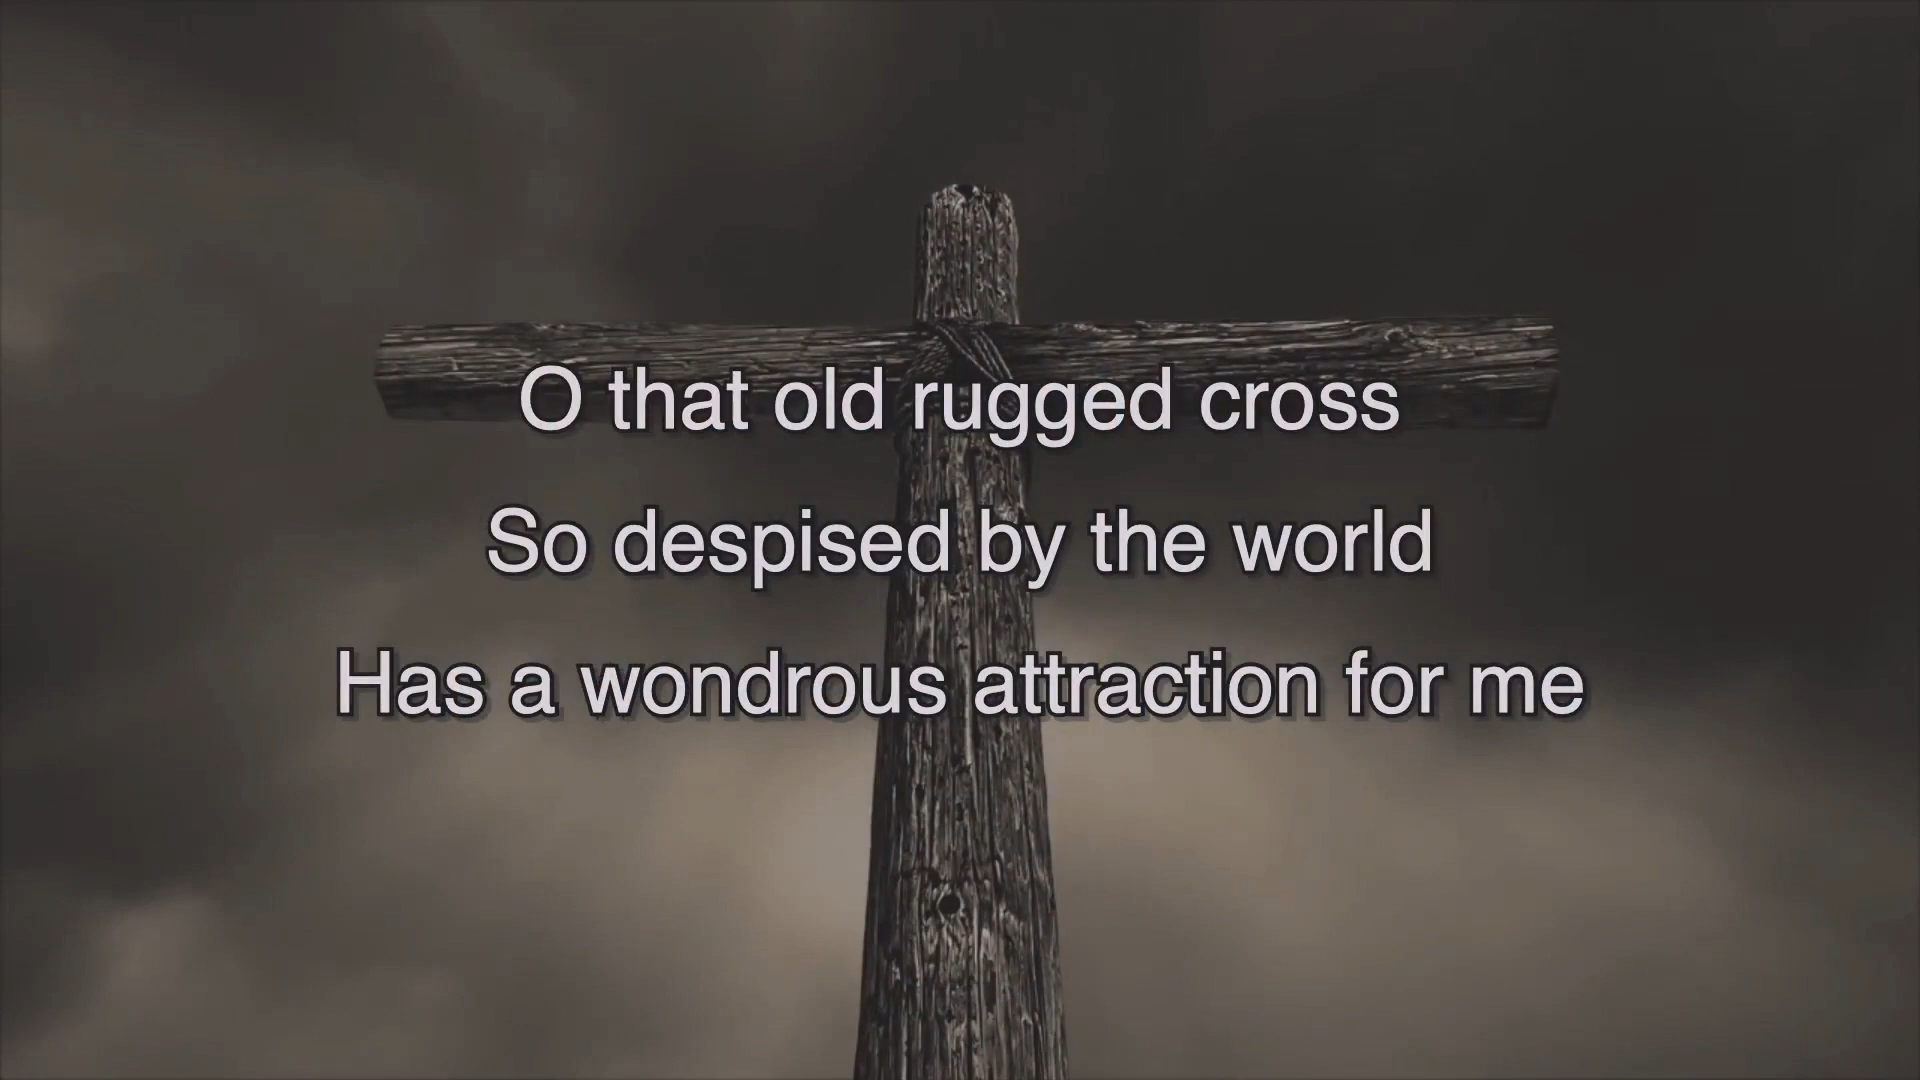 O that old rugged cross
So despised by the world
Has a wondrous attraction for me